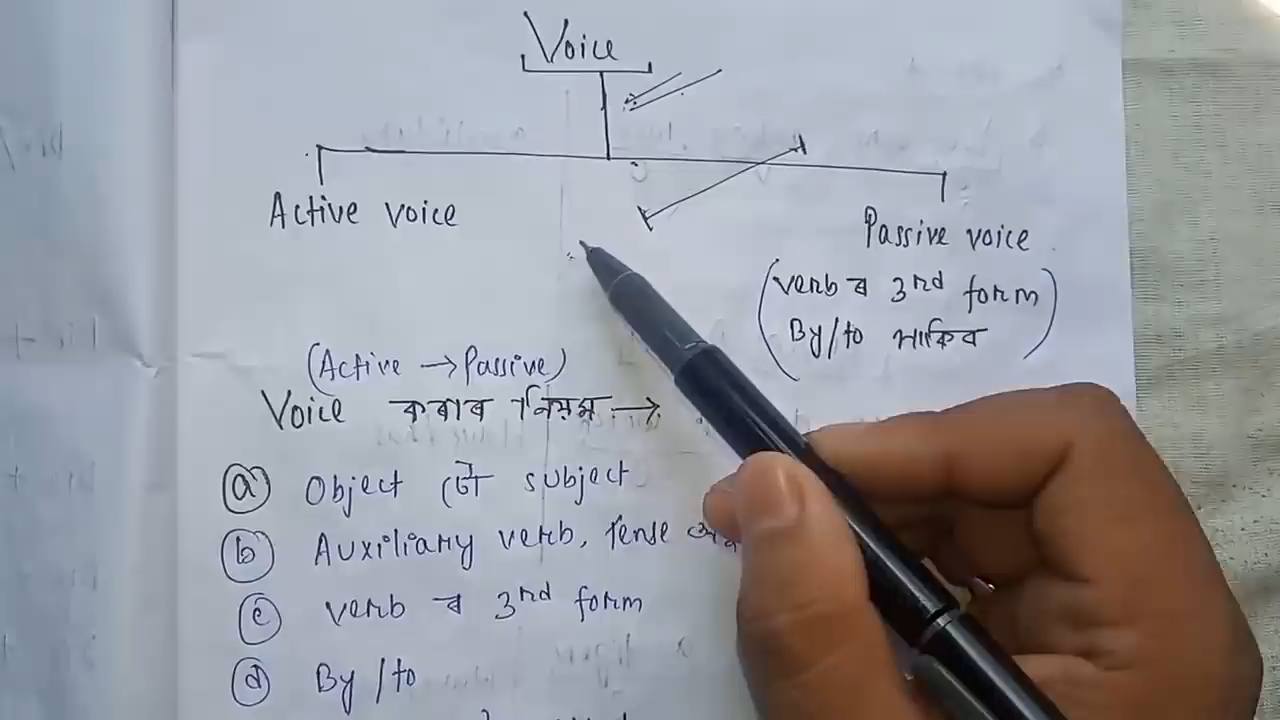 Voice
Active voice
Passive voice
(verb ৰ 3rd form
By/to থাকিব)
(Active → Passive)
Voice কৰাৰ নিয়ম →
(a) Object টো subject
(b) Auxiliary verb, Tense
(c) verb ৰ 3rd form
(d) By/to